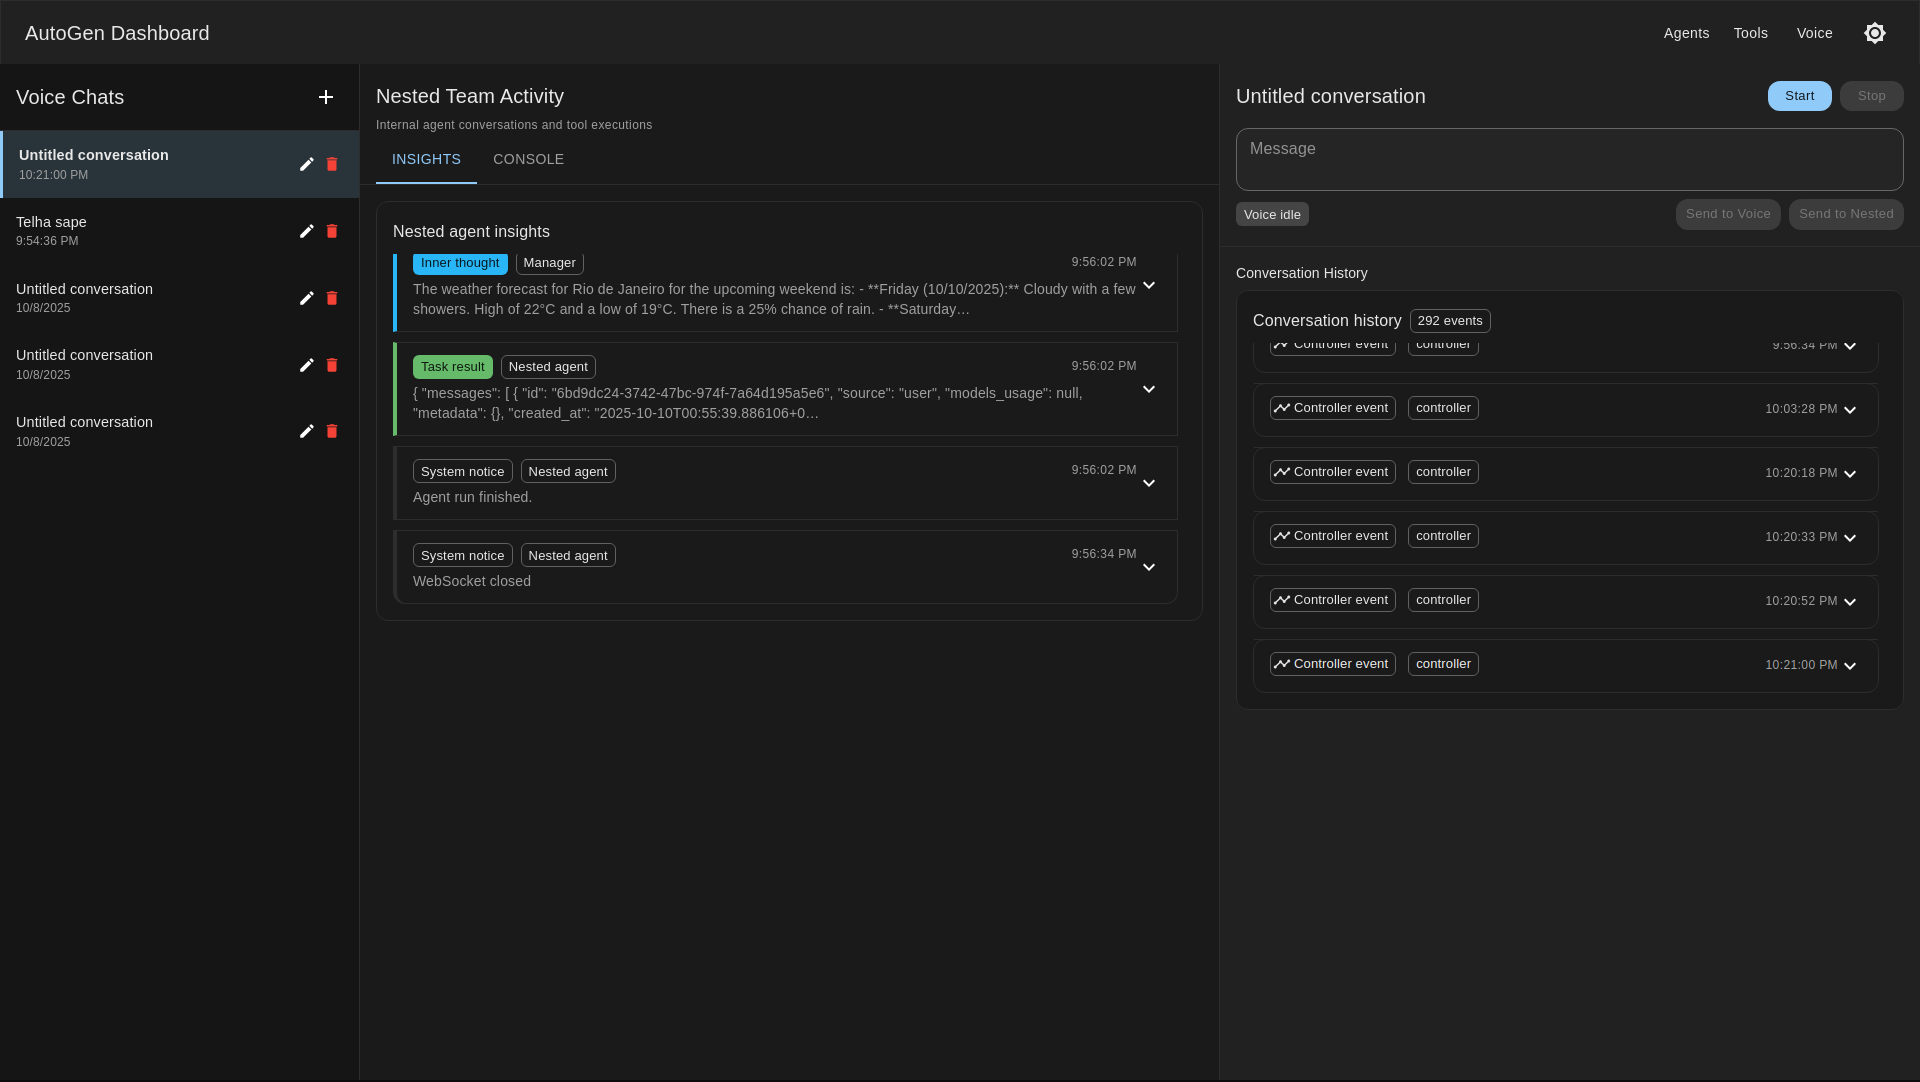 AutoGen Dashboard
Agents
Tools
Voice
Voice Chats
Untitled conversation
10:21:00 PM
Telha sape
9:54:36 PM
Untitled conversation
10/8/2025
Untitled conversation
10/8/2025
Untitled conversation
10/8/2025
Nested Team Activity
Internal agent conversations and tool executions
INSIGHTS
CONSOLE
Nested agent insights
Inner thought
Manager
9:56:02 PM
The weather forecast for Rio de Janeiro for the upcoming weekend is: - **Friday (10/10/2025):** Cloudy with a few
showers. High of 22°C and a low of 19°C. There is a 25% chance of rain. - **Saturday…
Task result
Nested agent
9:56:02 PM
{ "messages": [ { "id": "6bd9dc24-3742-47bc-974f-7a64d195a5e6", "source": "user", "models_usage": null,
"metadata": {}, "created_at": "2025-10-10T00:55:39.886106+0…
System notice
Nested agent
9:56:02 PM
Agent run finished.
System notice
Nested agent
9:56:34 PM
WebSocket closed
Untitled conversation
Start
Stop
Message
Voice idle
Send to Voice
Send to Nested
Conversation History
Conversation history
292 events
Controller event
controller
9:56:34 PM
Controller event
controller
10:03:28 PM
Controller event
controller
10:20:18 PM
Controller event
controller
10:20:33 PM
Controller event
controller
10:20:52 PM
Controller event
controller
10:21:00 PM